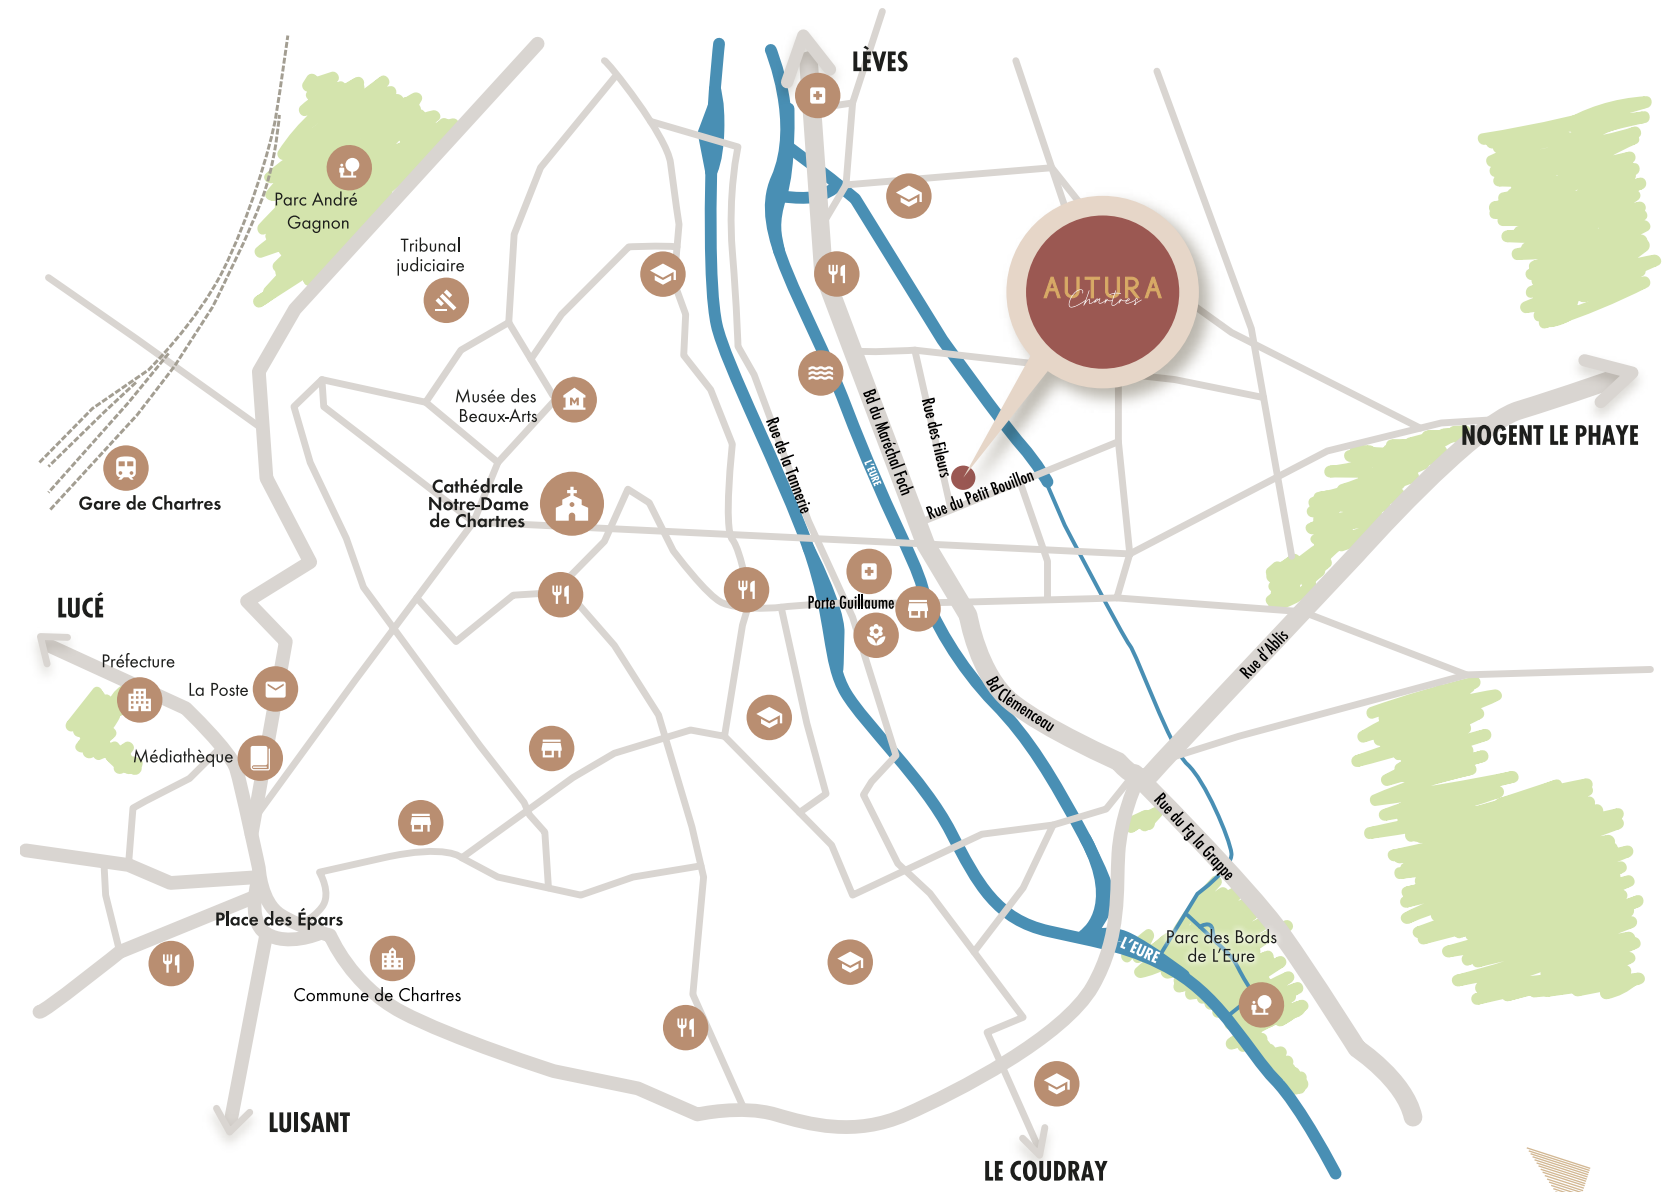 LÈVES
Parc André
Gagnon
Tribunal
judiciaire
AUTURA
Chartres
Musée des
Beaux-Arts
M
Rue de la Tannerie
Bd du Maréchal Foch
L'EURE
Rue des Fileurs
Rue du Petit Bouillon
NOGENT LE PHAYE
Gare de Chartres
Cathédrale
Notre-Dame
de Chartres
LUCÉ
Porte Guillaume
Préfecture
La Poste
Médiathèque
Rue d'Ablis
Bd Clémenceau
Rue du Fg la Grappe
Place des Épars
Commune de Chartres
L'EURE
Parc des Bords
de L'Eure
LUISANT
LE COUDRAY